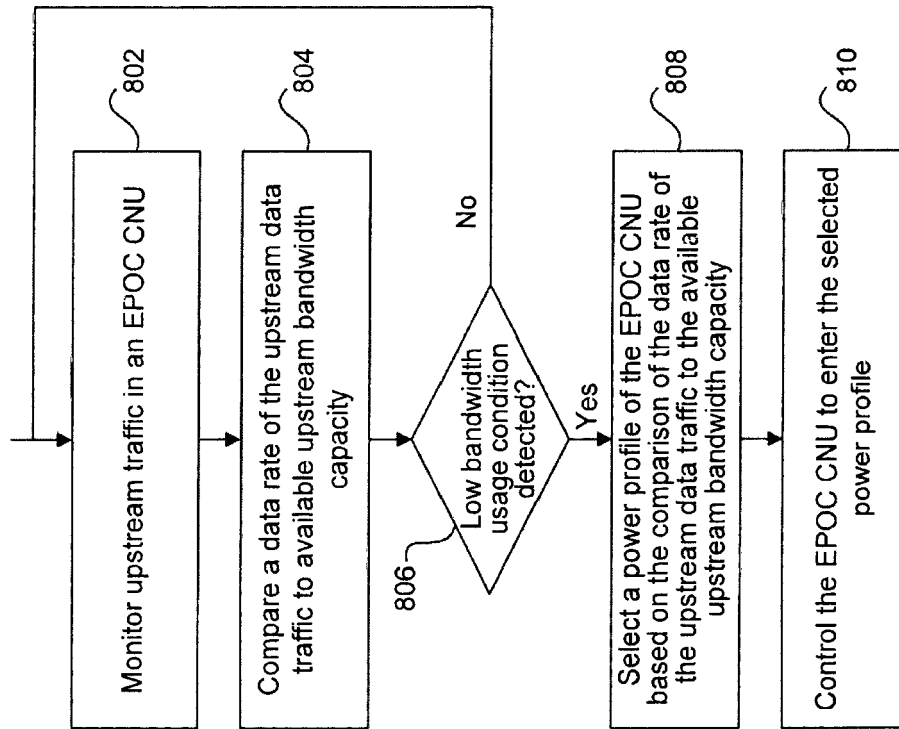 802
Monitor upstream traffic in an EPOC CNU
804
Compare a data rate of the upstream data
traffic to available upstream bandwidth
capacity
806
Low bandwidth
usage condition
detected?
No
Yes
808
Select a power profile of the EPOC CNU
based on the comparison of the data rate of
the upstream data traffic to the available
upstream bandwidth capacity
810
Control the EPOC CNU to enter the selected
power profile